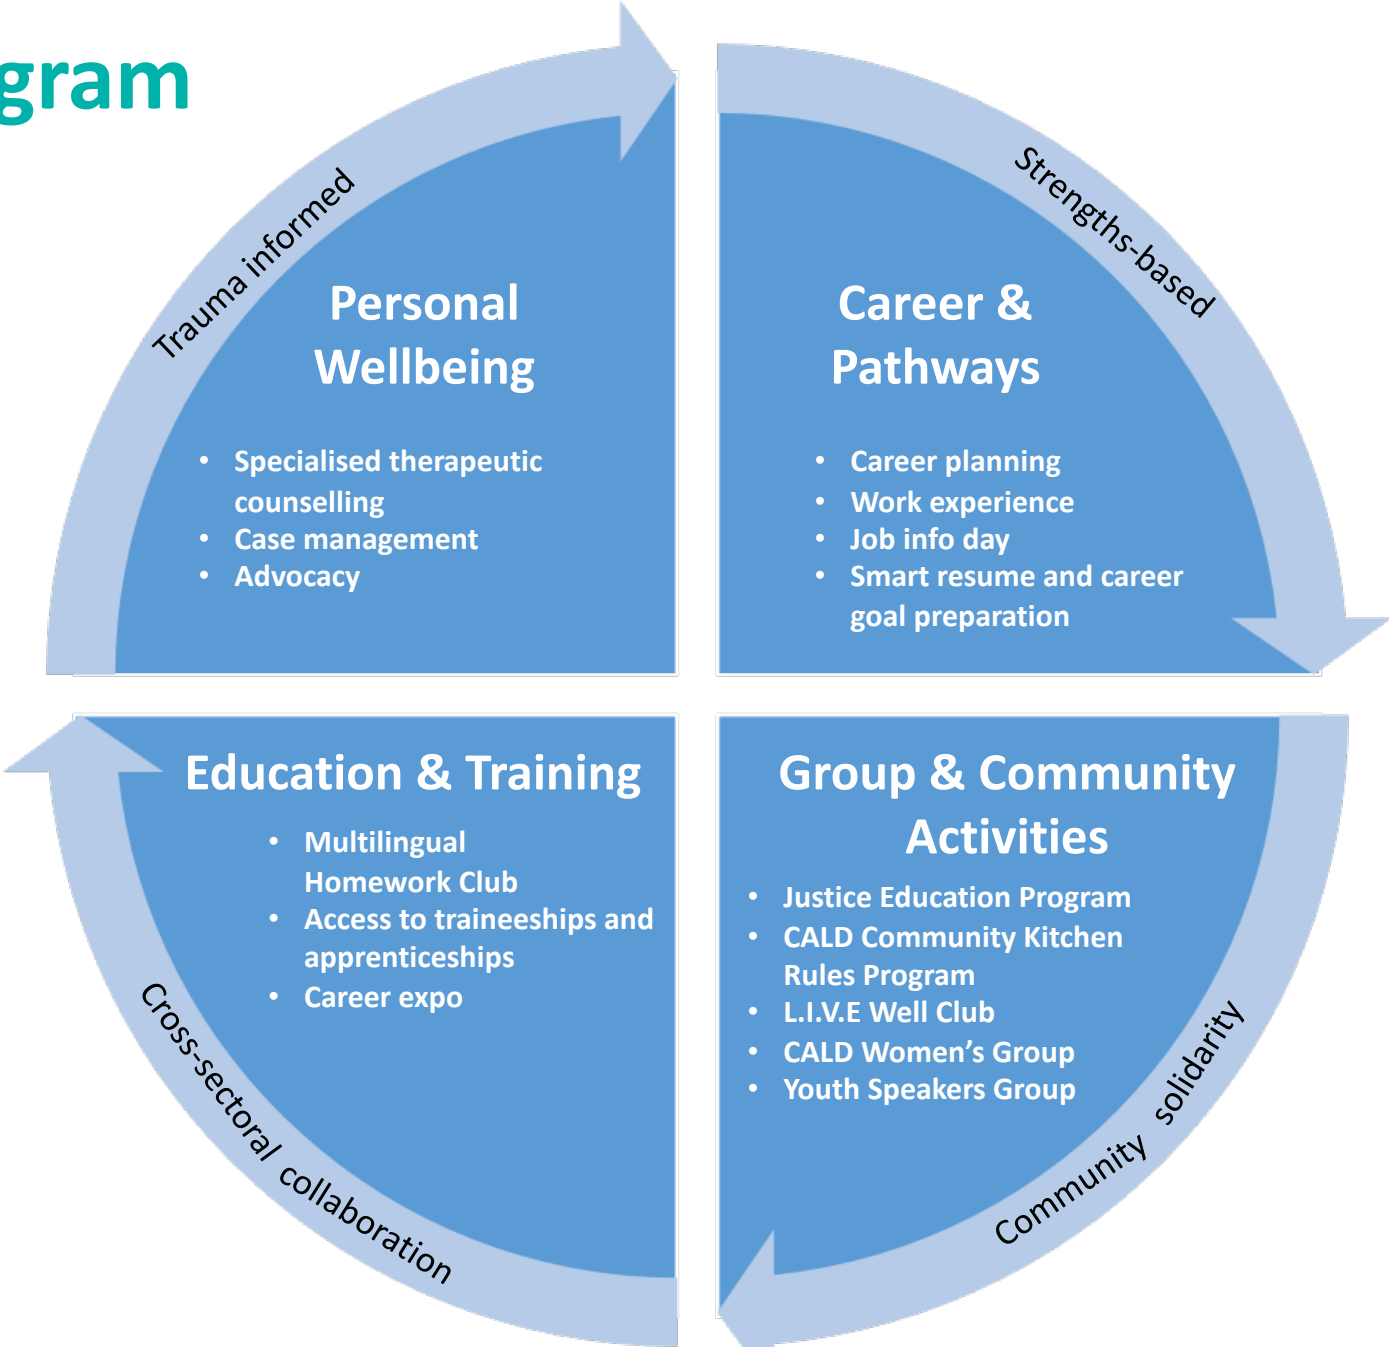 gram
Trauma informed
Personal
Wellbeing
• Specialised therapeutic
counselling
• Case management
• Advocacy
Strengths-based
Career &
Pathways
• Career planning
• Work experience
• Job info day
• Smart resume and career
goal preparation
Education & Training
• Multilingual
Homework Club
• Access to traineeships and
apprenticeships
• Career expo
Cross-sectoral collaboration
Group & Community
Activities
• Justice Education Program
• CALD Community Kitchen
Rules Program
• L.I.V.E Well Club
• CALD Women’s Group
• Youth Speakers Group
Community solidarity